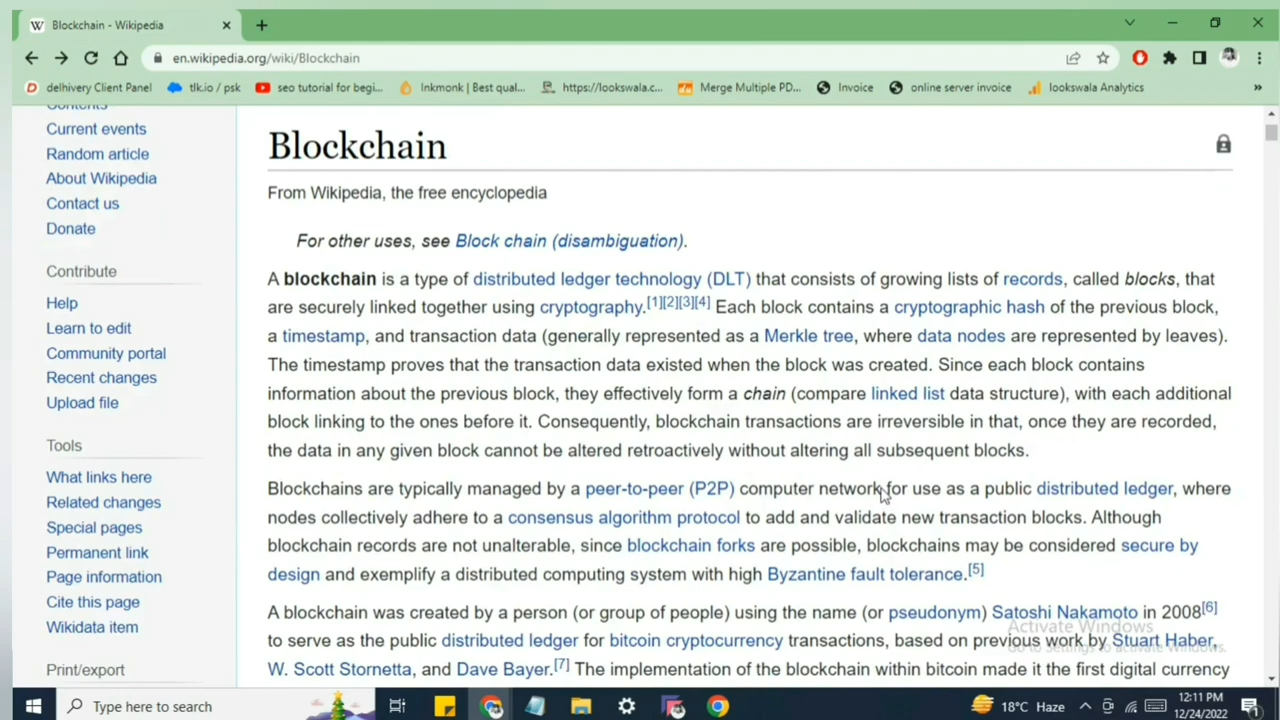 Blockchain - Wikipedia
en.wikipedia.org/wiki/Blockchain
delhivery Client Panel
tlk.io / psk
seo tutorial for begi...
Inkmonk | Best qual...
https://lookswala.c...
Merge Multiple PD...
Invoice
online server invoice
lookswala Analytics
»
Contents
Current events
Random article
About Wikipedia
Contact us
Donate
Contribute
Help
Learn to edit
Community portal
Recent changes
Upload file
Tools
What links here
Related changes
Special pages
Permanent link
Page information
Cite this page
Wikidata item
Print/export
Blockchain
From Wikipedia, the free encyclopedia
For other uses, see Block chain (disambiguation).
A blockchain is a type of distributed ledger technology (DLT) that consists of growing lists of records, called blocks, that
are securely linked together using cryptography.[1][2][3][4] Each block contains a cryptographic hash of the previous block,
a timestamp, and transaction data (generally represented as a Merkle tree, where data nodes are represented by leaves).
The timestamp proves that the transaction data existed when the block was created. Since each block contains
information about the previous block, they effectively form a chain (compare linked list data structure), with each additional
block linking to the ones before it. Consequently, blockchain transactions are irreversible in that, once they are recorded,
the data in any given block cannot be altered retroactively without altering all subsequent blocks.
Blockchains are typically managed by a peer-to-peer (P2P) computer network for use as a public distributed ledger, where
nodes collectively adhere to a consensus algorithm protocol to add and validate new transaction blocks. Although
blockchain records are not unalterable, since blockchain forks are possible, blockchains may be considered secure by
design and exemplify a distributed computing system with high Byzantine fault tolerance.[5]
A blockchain was created by a person (or group of people) using the name (or pseudonym) Satoshi Nakamoto in 2008[6]
to serve as the public distributed ledger for bitcoin cryptocurrency transactions, based on previous work by Stuart Haber,
W. Scott Stornetta, and Dave Bayer.[7] The implementation of the blockchain within bitcoin made it the first digital currency
Activate Windows
Go to Settings to activate Windows.
Type here to search
18°C Haze
12:11 PM
12/24/2022
1